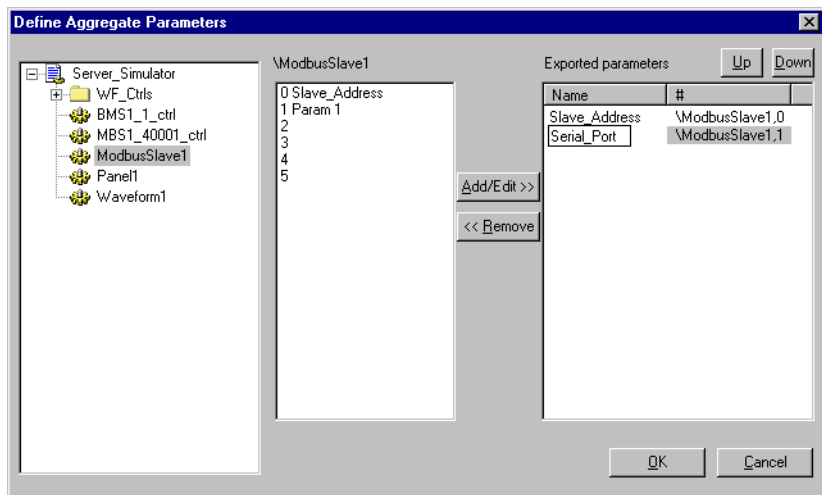 Define Aggregate Parameters
Server_Simulator
WF_Ctrls
BMS1_1_ctrl
MBS1_40001_ctrl
ModbusSlave1
Panel1
Waveform1
\ModbusSlave1
0 Slave_Address
1 Param 1
2
3
4
5
Add/Edit >>
<< Remove
Exported parameters
Up
Down
Name #
Slave_Address \ModbusSlave1,0
Serial_Port \ModbusSlave1,1
OK
Cancel